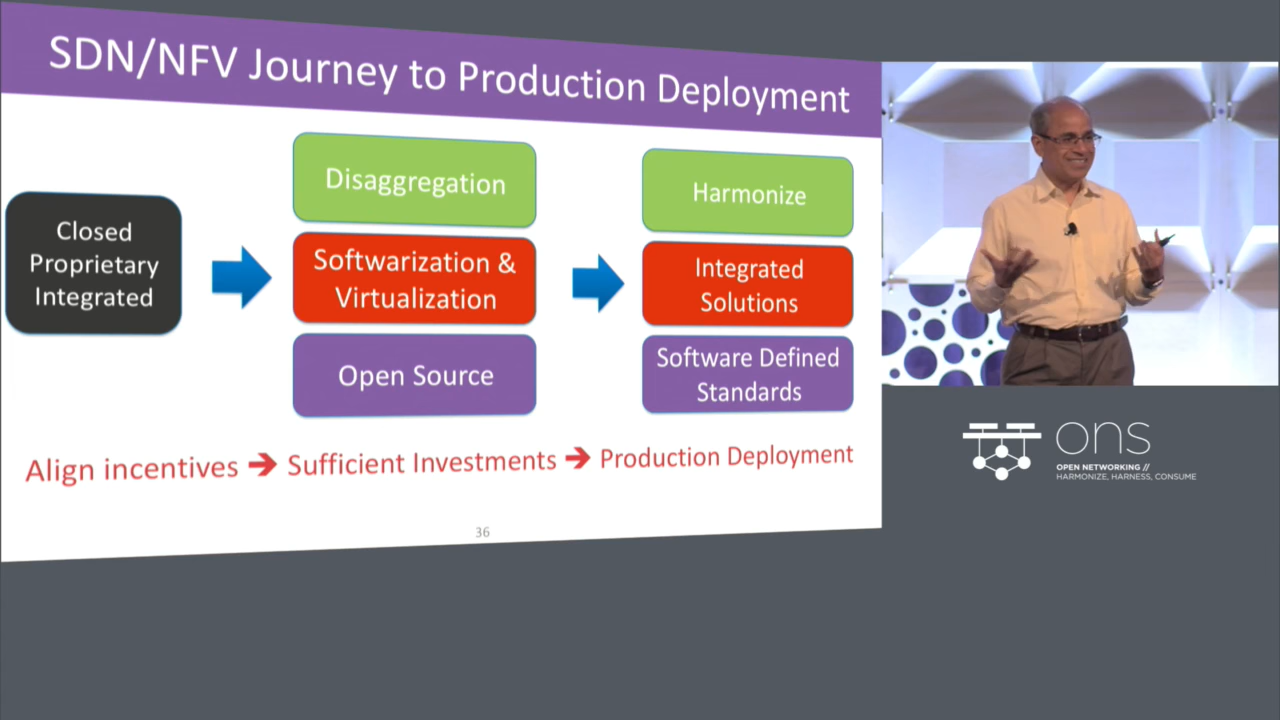 SDN/NFV Journey to Production Deployment
Closed
Proprietary
Integrated
Disaggregation
Softwarization &
Virtualization
Open Source
Harmonize
Integrated
Solutions
Software Defined
Standards
Align incentives ➔ Sufficient Investments ➔ Production Deployment
36
ons
OPEN NETWORKING //
HARMONIZE, HARNESS, CONSUME